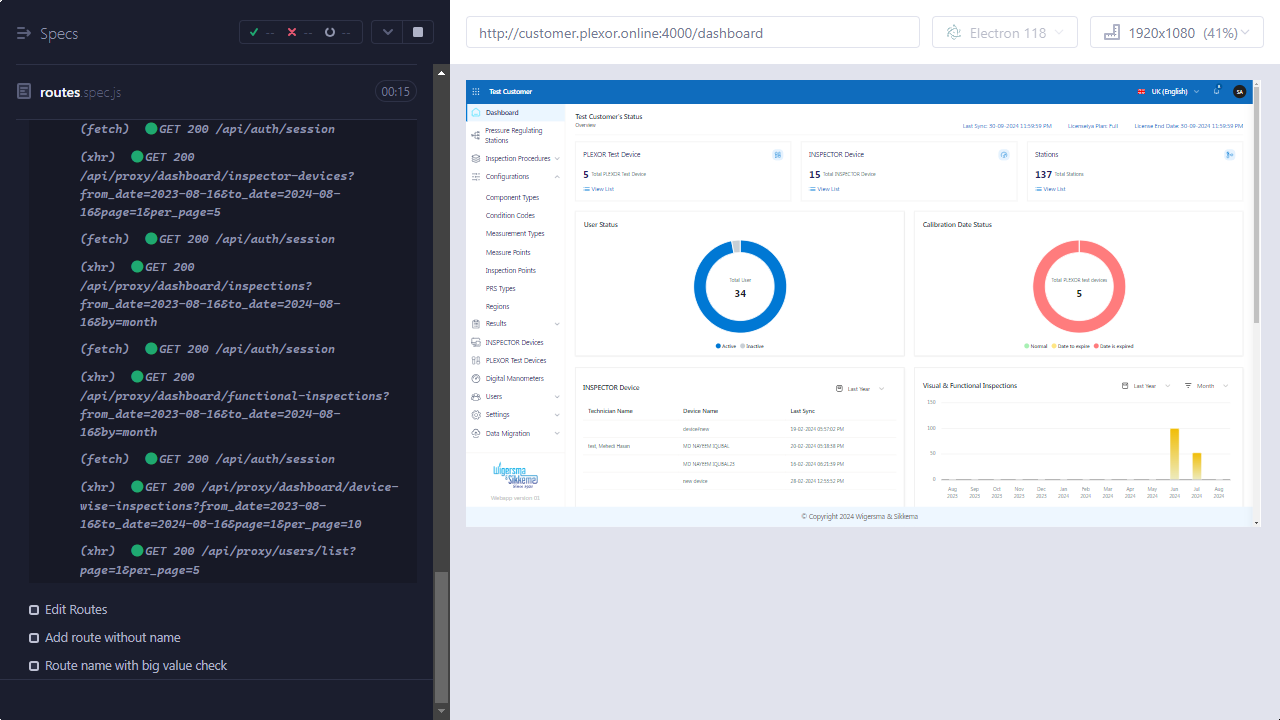 Specs
--
--
--
http://customer.plexor.online:4000/dashboard
Electron 118
1920x1080 (41%)
routes spec.js
00:15
(fetch) GET 200 /api/auth/session
(xhr) GET 200
/api/proxy/dashboard/inspector-devices?
from_date=2023-08-16&to_date=2024-08-
16&page=1&per_page=5
(fetch) GET 200 /api/auth/session
(xhr) GET 200
/api/proxy/dashboard/inspections?
from_date=2023-08-16&to_date=2024-08-
16&by=month
(fetch) GET 200 /api/auth/session
(xhr) GET 200
/api/proxy/dashboard/functional-inspections?
from_date=2023-08-16&to_date=2024-08-
16&by=month
(fetch) GET 200 /api/auth/session
(xhr) GET 200 /api/proxy/dashboard/device-
wise-inspections?from_date=2023-08-
16&to_date=2024-08-16&page=1&per_page=10
(xhr) GET 200 /api/proxy/users/list?
page=1&per_page=5
Edit Routes
Add route without name
Route name with big value check
Test Customer
UK (English)
SA
Dashboard
Pressure Regulating
Stations
Inspection Procedures
Configurations
Component Types
Condition Codes
Measurement Types
Measure Points
Inspection Points
PRS Types
Regions
Results
INSPECTOR Devices
PLEXOR Test Devices
Digital Manometers
Users
Settings
Data Migration
Wigersma
& Sikkema
Webapp version 01
Test Customer's Status
Overview
Last Sync: 30-09-2024 11:59:59 PM
Licenseiya Plan: Full
License End Date: 30-09-2024 11:59:59 PM
PLEXOR Test Device
5 Total PLEXOR Test Device
View List
INSPECTOR Device
15 Total INSPECTOR Device
View List
Stations
137 Total Stations
View List
User Status
Total User
34
Active Inactive
Calibration Date Status
Total PLEXOR test devices
5
Normal Date to expire Date is expired
INSPECTOR Device
Last Year
Technician Name Device Name Last Sync
device#new 19-02-2024 05:57:02 PM
test, Mehedi Hasan MD NAYEEM IQUBAL 20-02-2024 05:18:58 PM
MD NAYEEM IQUBAL23 16-02-2024 06:21:59 PM
new device 28-02-2024 12:55:52 PM
Visual & Functional Inspections
Last Year
Month
150
100
50
0
Aug 2023 Sep 2023 Oct 2023 Nov 2023 Dec 2023 Jan 2024 Feb 2024 Mar 2024 Apr 2024 May 2024 Jun 2024 Jul 2024 Aug 2024
© Copyright 2024 Wigersma & Sikkema